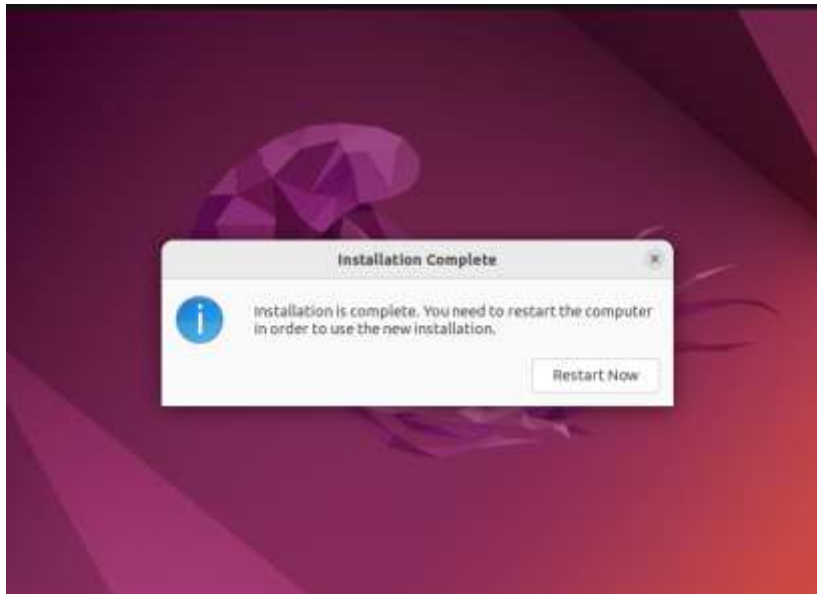 Installation Complete
Installation is complete. You need to restart the computer
in order to use the new installation.
Restart Now